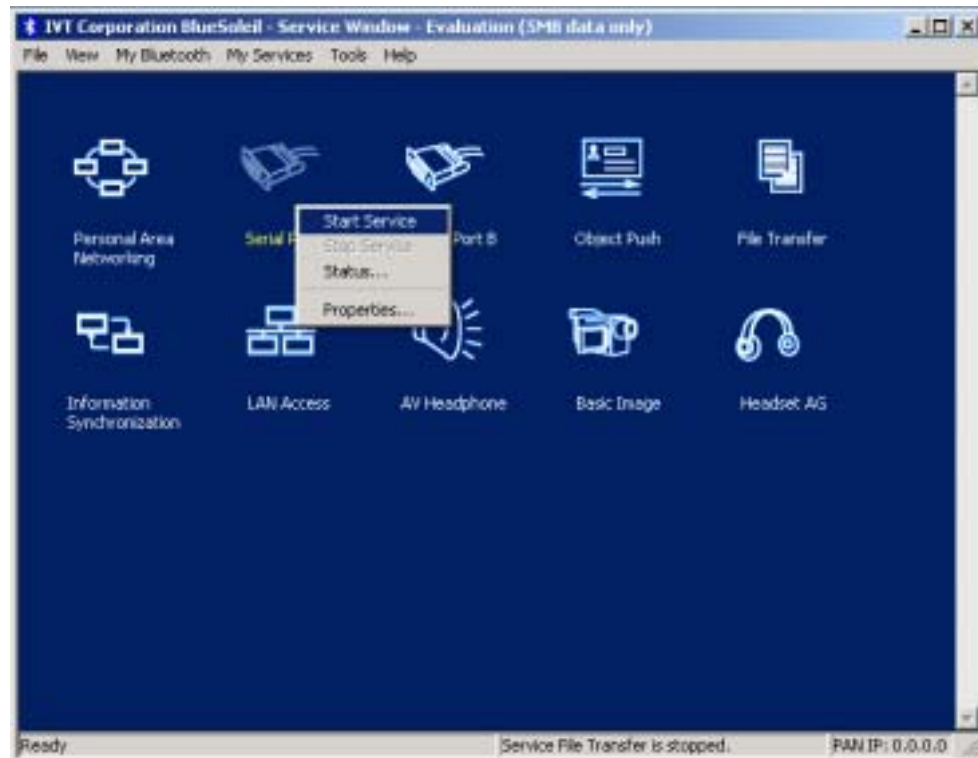 IVT Corporation BlueSoleil - Service Window - Evaluation (5MB data only)
File View My Bluetooth My Services Tools Help
Personal Area
Networking
Serial P
Port B
Object Push
File Transfer
Start Service
Stop Service
Status...
Properties...
Information
Synchronization
LAN Access
AV Headphone
Basic Image
Headset AG
Ready
Service File Transfer is stopped.
PAN IP: 0.0.0.0